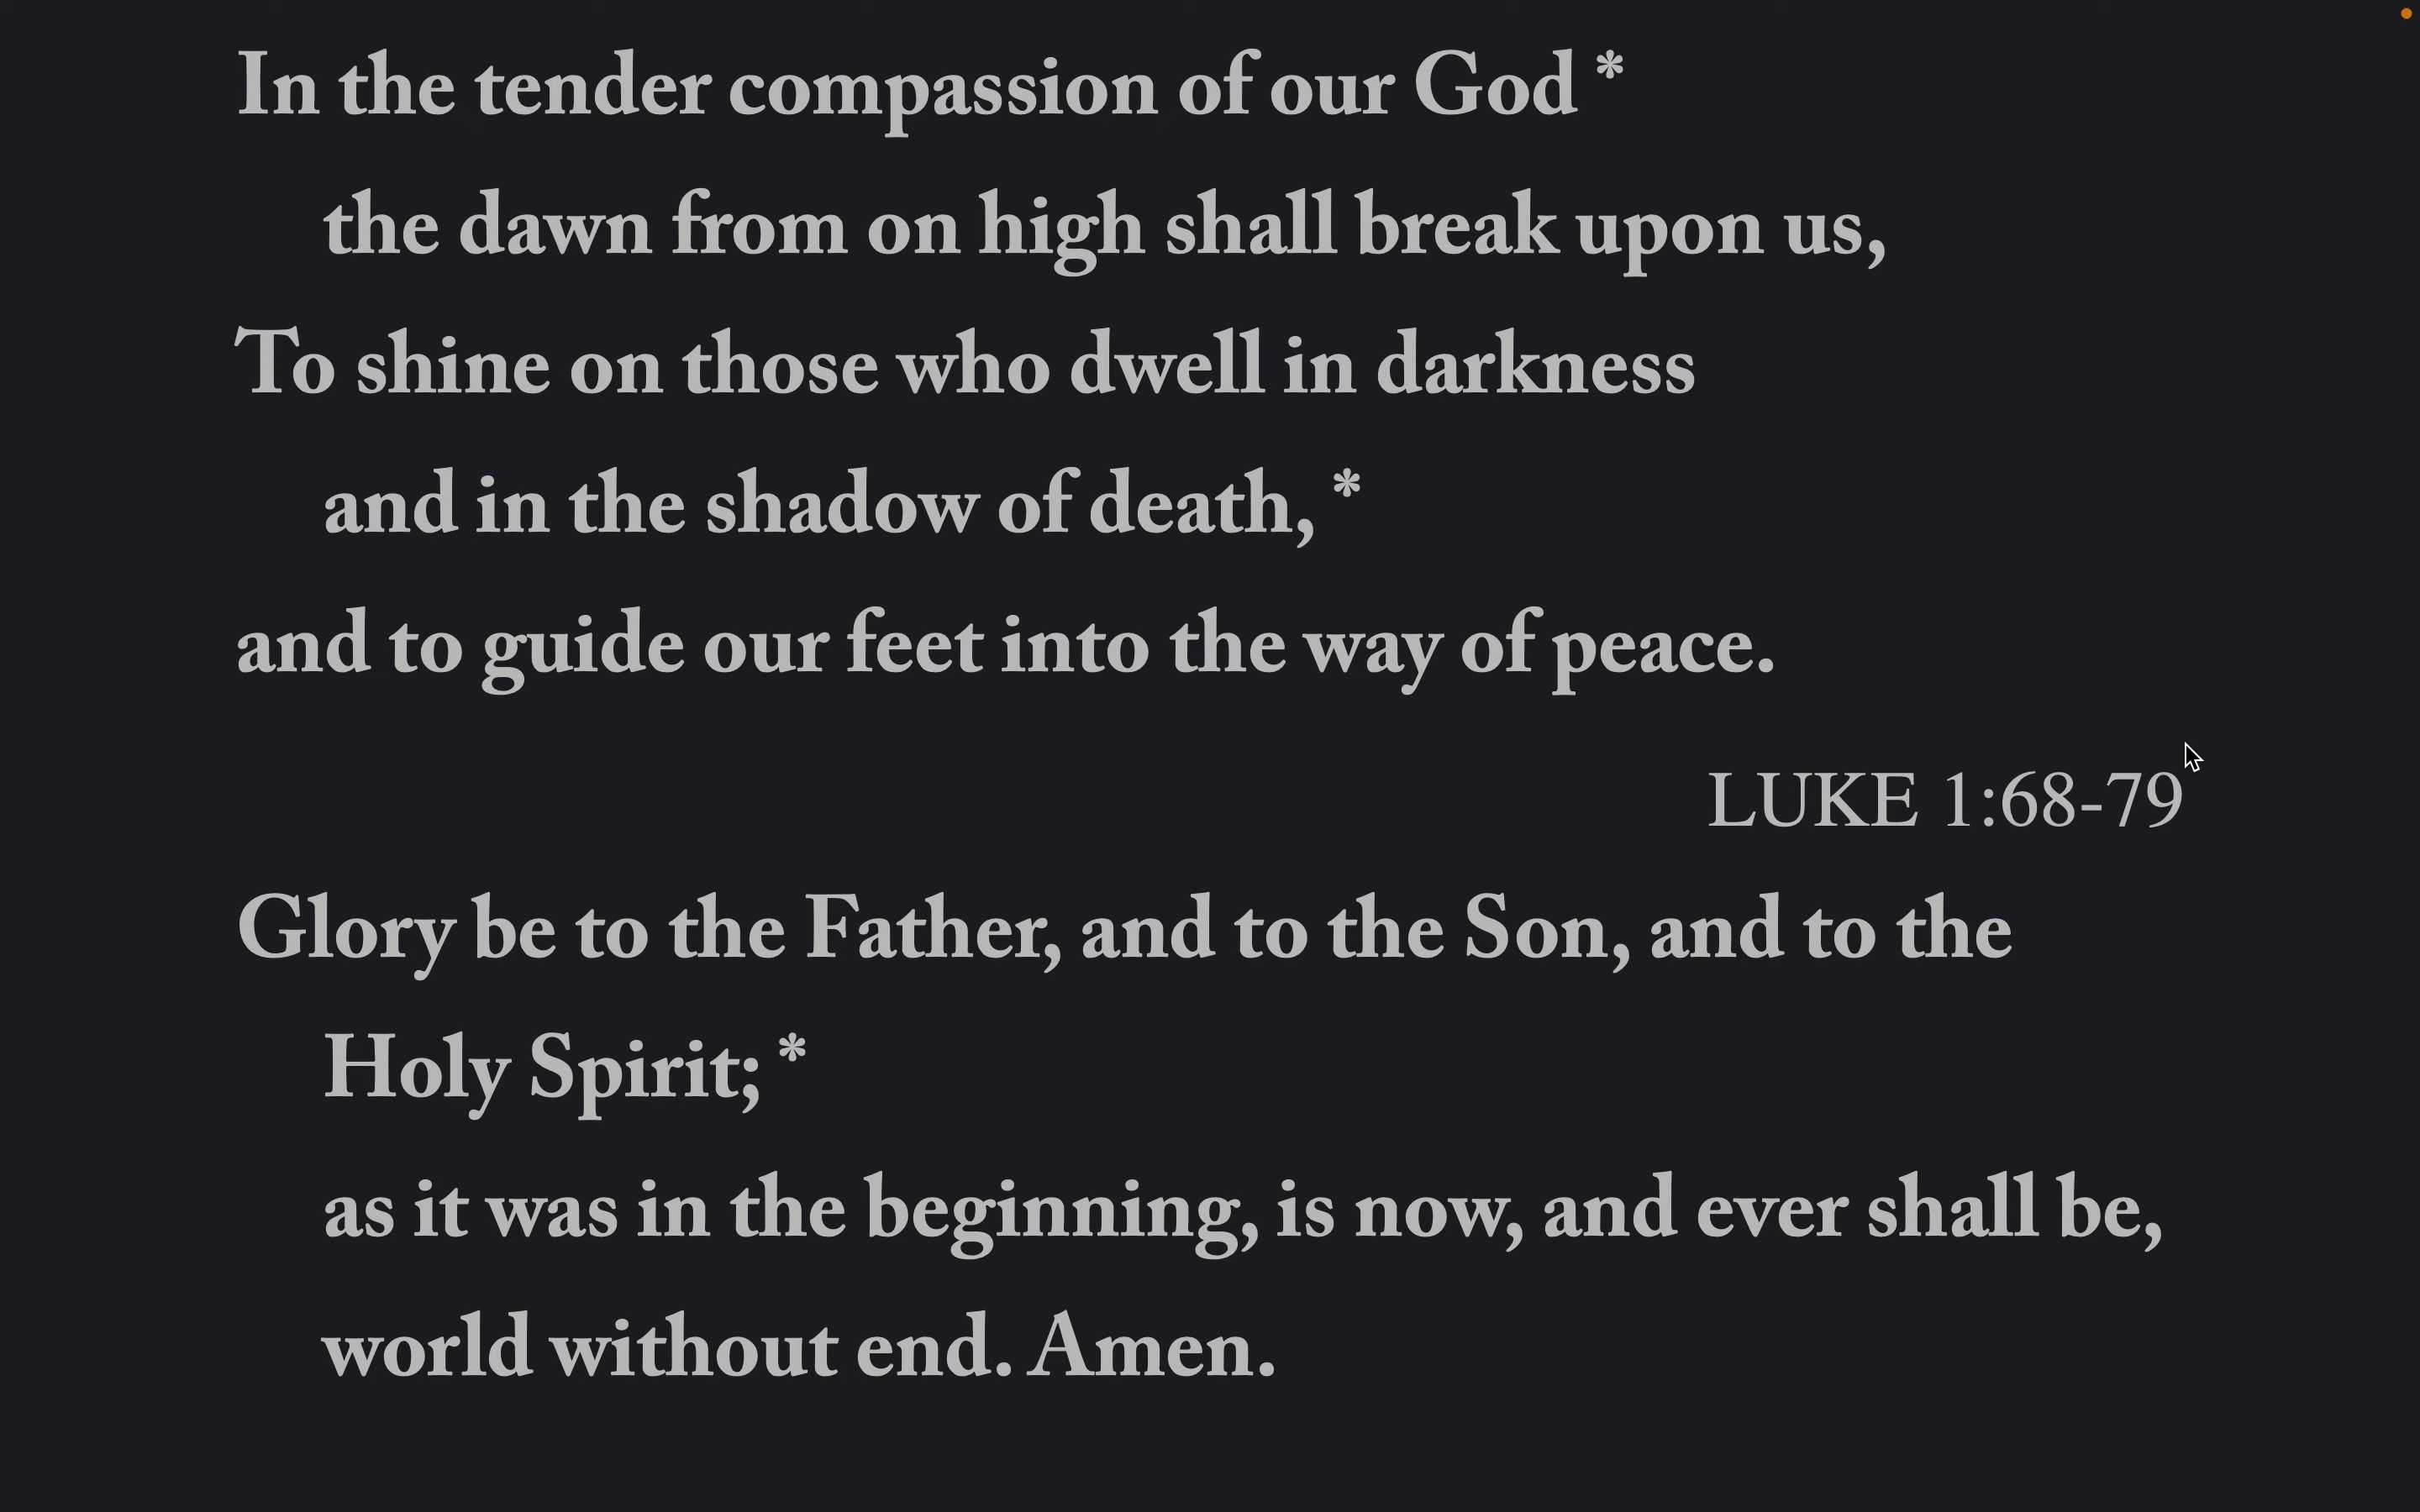 In the tender compassion of our God *
the dawn from on high shall break upon us,
To shine on those who dwell in darkness
and in the shadow of death, *
and to guide our feet into the way of peace.
LUKE 1:68-79
Glory be to the Father, and to the Son, and to the
Holy Spirit; *
as it was in the beginning, is now, and ever shall be,
world without end. Amen.